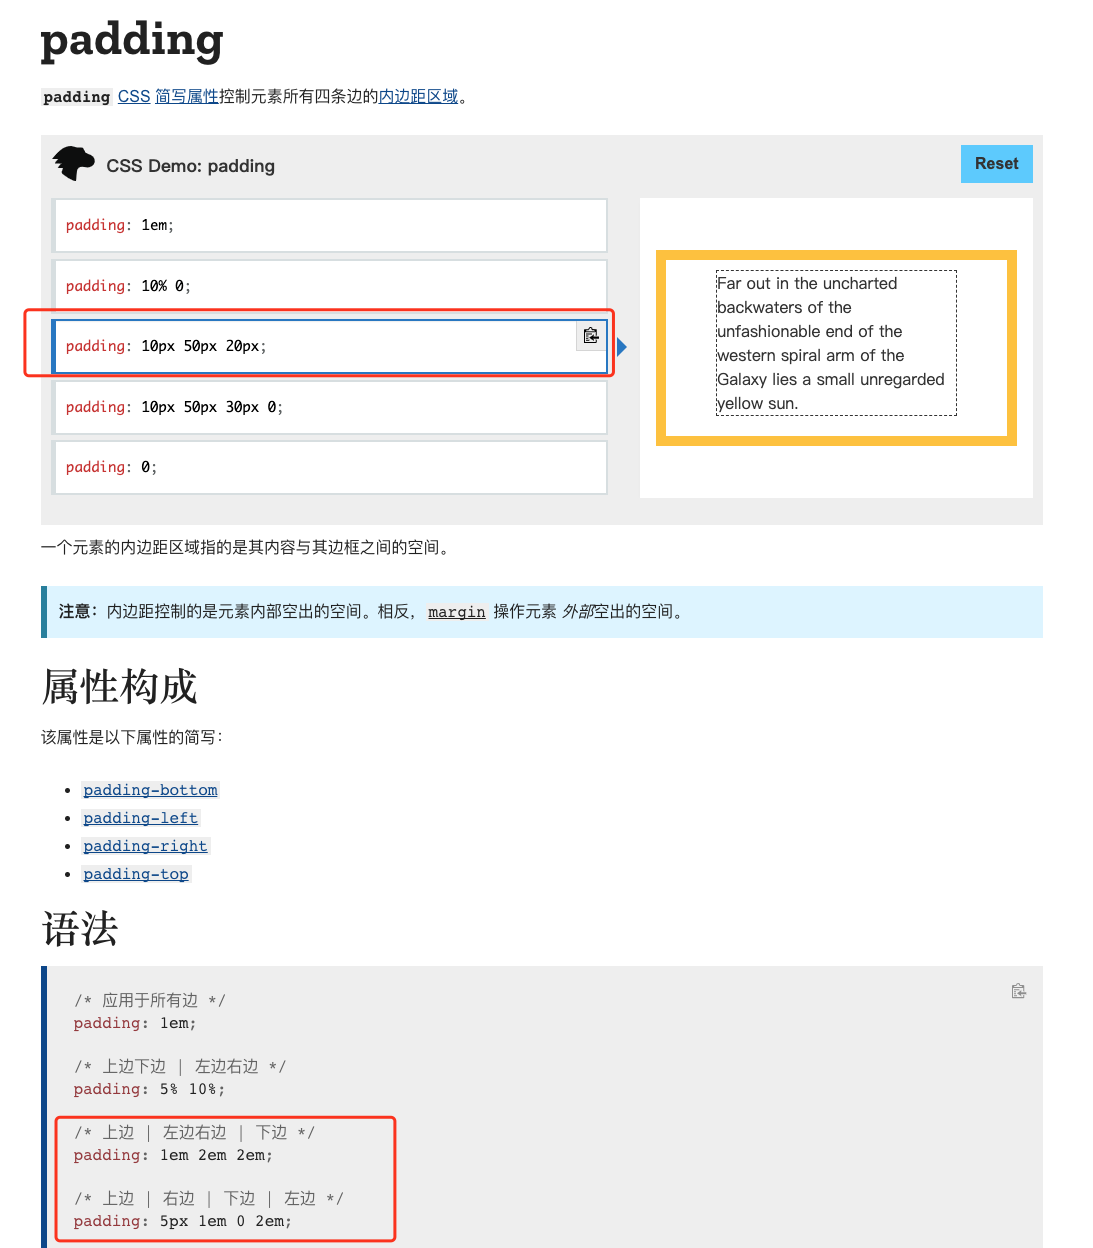 padding
padding CSS 简写属性控制元素所有四条边的内边距区域。
CSS Demo: padding
Reset
padding: 1em;
padding: 10% 0;
padding: 10px 50px 20px;
padding: 10px 50px 30px 0;
padding: 0;
Far out in the uncharted
backwaters of the
unfashionable end of the
western spiral arm of the
Galaxy lies a small unregarded
yellow sun.
一个元素的内边距区域指的是其内容与其边框之间的空间。
注意：内边距控制的是元素内部空出的空间。相反， margin 操作元素 外部空出的空间。
属性构成
该属性是以下属性的简写：
• padding-bottom
• padding-left
• padding-right
• padding-top
语法
/* 应用于所有边 */
padding: 1em;
/* 上边下边 | 左边右边 */
padding: 5% 10%;
/* 上边 | 左边右边 | 下边 */
padding: 1em 2em 2em;
/* 上边 | 右边 | 下边 | 左边 */
padding: 5px 1em 0 2em;